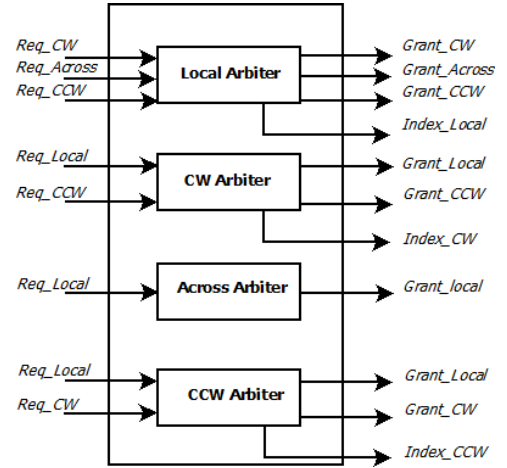 Req_CW
Req_Across
Req_CCW
Local Arbiter
Grant_CW
Grant_Across
Grant_CCW
Index_Local
Req_Local
Req_CCW
CW Arbiter
Grant_Local
Grant_CCW
Index_CW
Req_Local
Across Arbiter
Grant_local
Req_Local
Req_CW
CCW Arbiter
Grant_Local
Grant_CW
Index_CCW